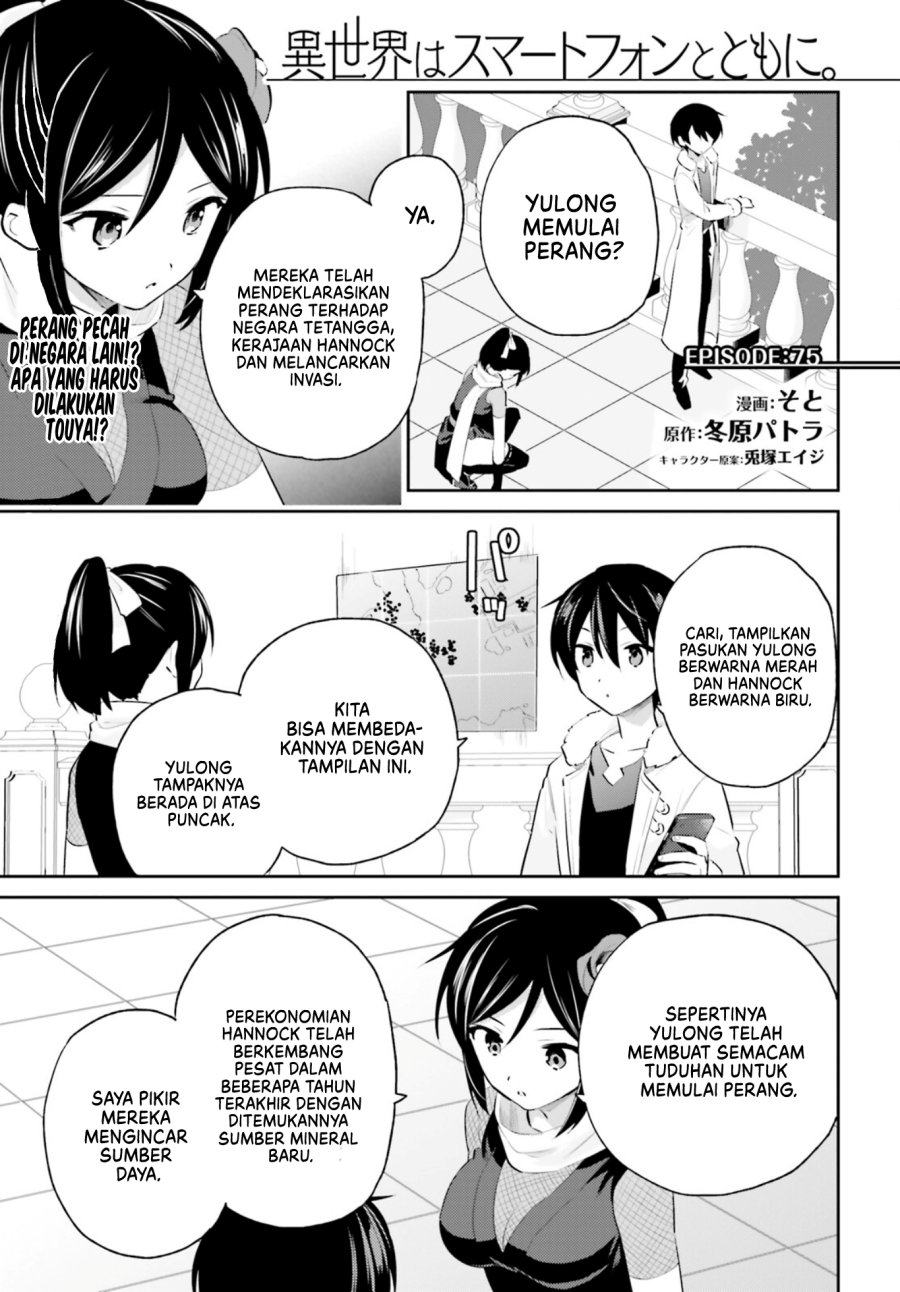 異世界はスマートフォンとともに。
YULONG
MEMULAI
PERANG?
EPISODE:75
漫画:そと
原作:冬原パトラ
キャラクター原案:兎塚エイジ
YA.
MEREKA TELAH
MENDEKLARASIKAN
PERANG TERHADAP
NEGARA TETANGGA,
KERAJAAN HANNOCK
DAN MELANCARKAN
INVASI.
PERANG PECAH
DI NEGARA LAIN!?
APA YANG HARUS
DILAKUKAN
TOUYA!?
CARI, TAMPILKAN
PASUKAN YULONG
BERWARNA MERAH
DAN HANNOCK
BERWARNA BIRU.
パッ
KITA
BISA MEMBEDA-
KANNYA DENGAN
TAMPILAN INI.
YULONG
TAMPAKNYA
BERADA DI ATAS
PUNCAK.
SEPERTINYA
YULONG TELAH
MEMBUAT SEMACAM
TUDUHAN UNTUK
MEMULAI PERANG.
PEREKONOMIAN
HANNOCK TELAH
BERKEMBANG
PESAT DALAM
BEBERAPA TAHUN
TERAKHIR DENGAN
DITEMUKANNYA
SUMBER MINERAL
BARU.
SAYA PIKIR
MEREKA
MENGINCAR
SUMBER
DAYA.